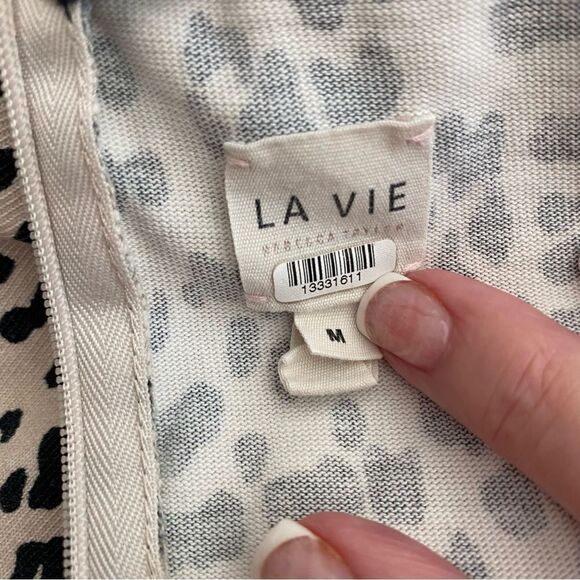 LA VIE
REBECCA TAYLOR
13331611
M